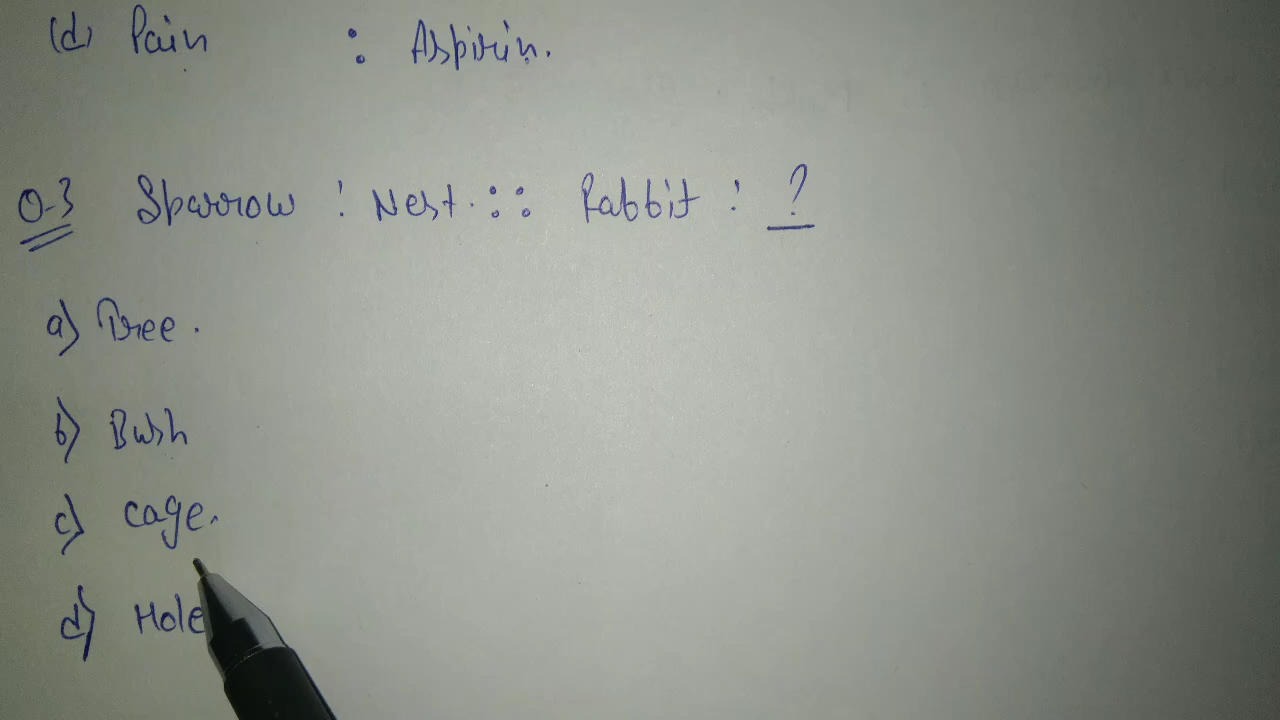 (d) Pain : Aspirin.
Q.3 Sparrow : Nest :: Rabbit : ?
a) Tree.
b) Bush
c) Cage.
d) Hole